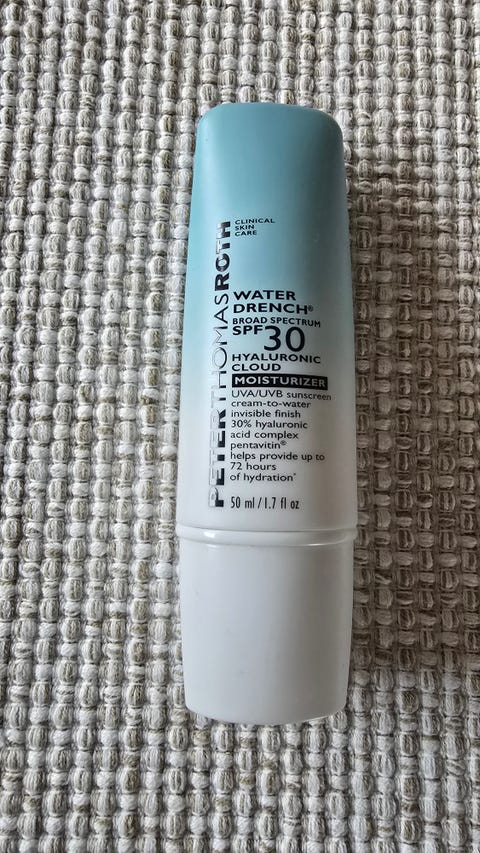 PETERTHOMASROTH
CLINICAL
SKIN
CARE
WATER
DRENCH®
BROAD SPECTRUM
SPF30
HYALURONIC
CLOUD
MOISTURIZER
UVA/UVB sunscreen
cream-to-water
invisible finish
30% hyaluronic
acid complex
pentavitin®
helps provide up to
72 hours
of hydration*
50 ml / 1.7 fl oz